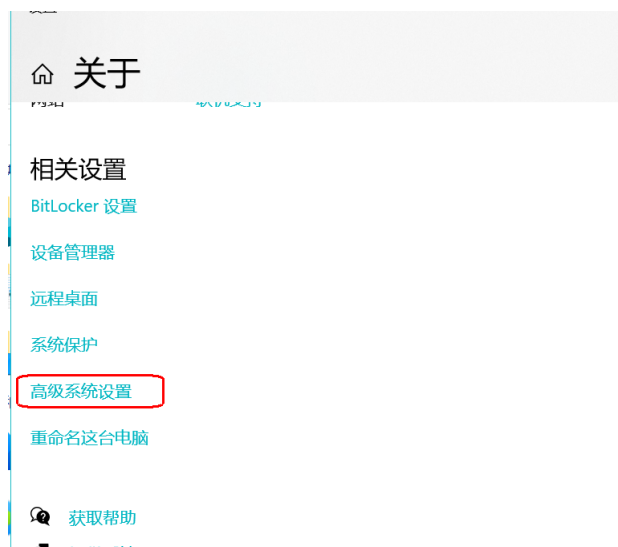 关于
相关设置
BitLocker 设置
设备管理器
远程桌面
系统保护
高级系统设置
重命名这台电脑
获取帮助